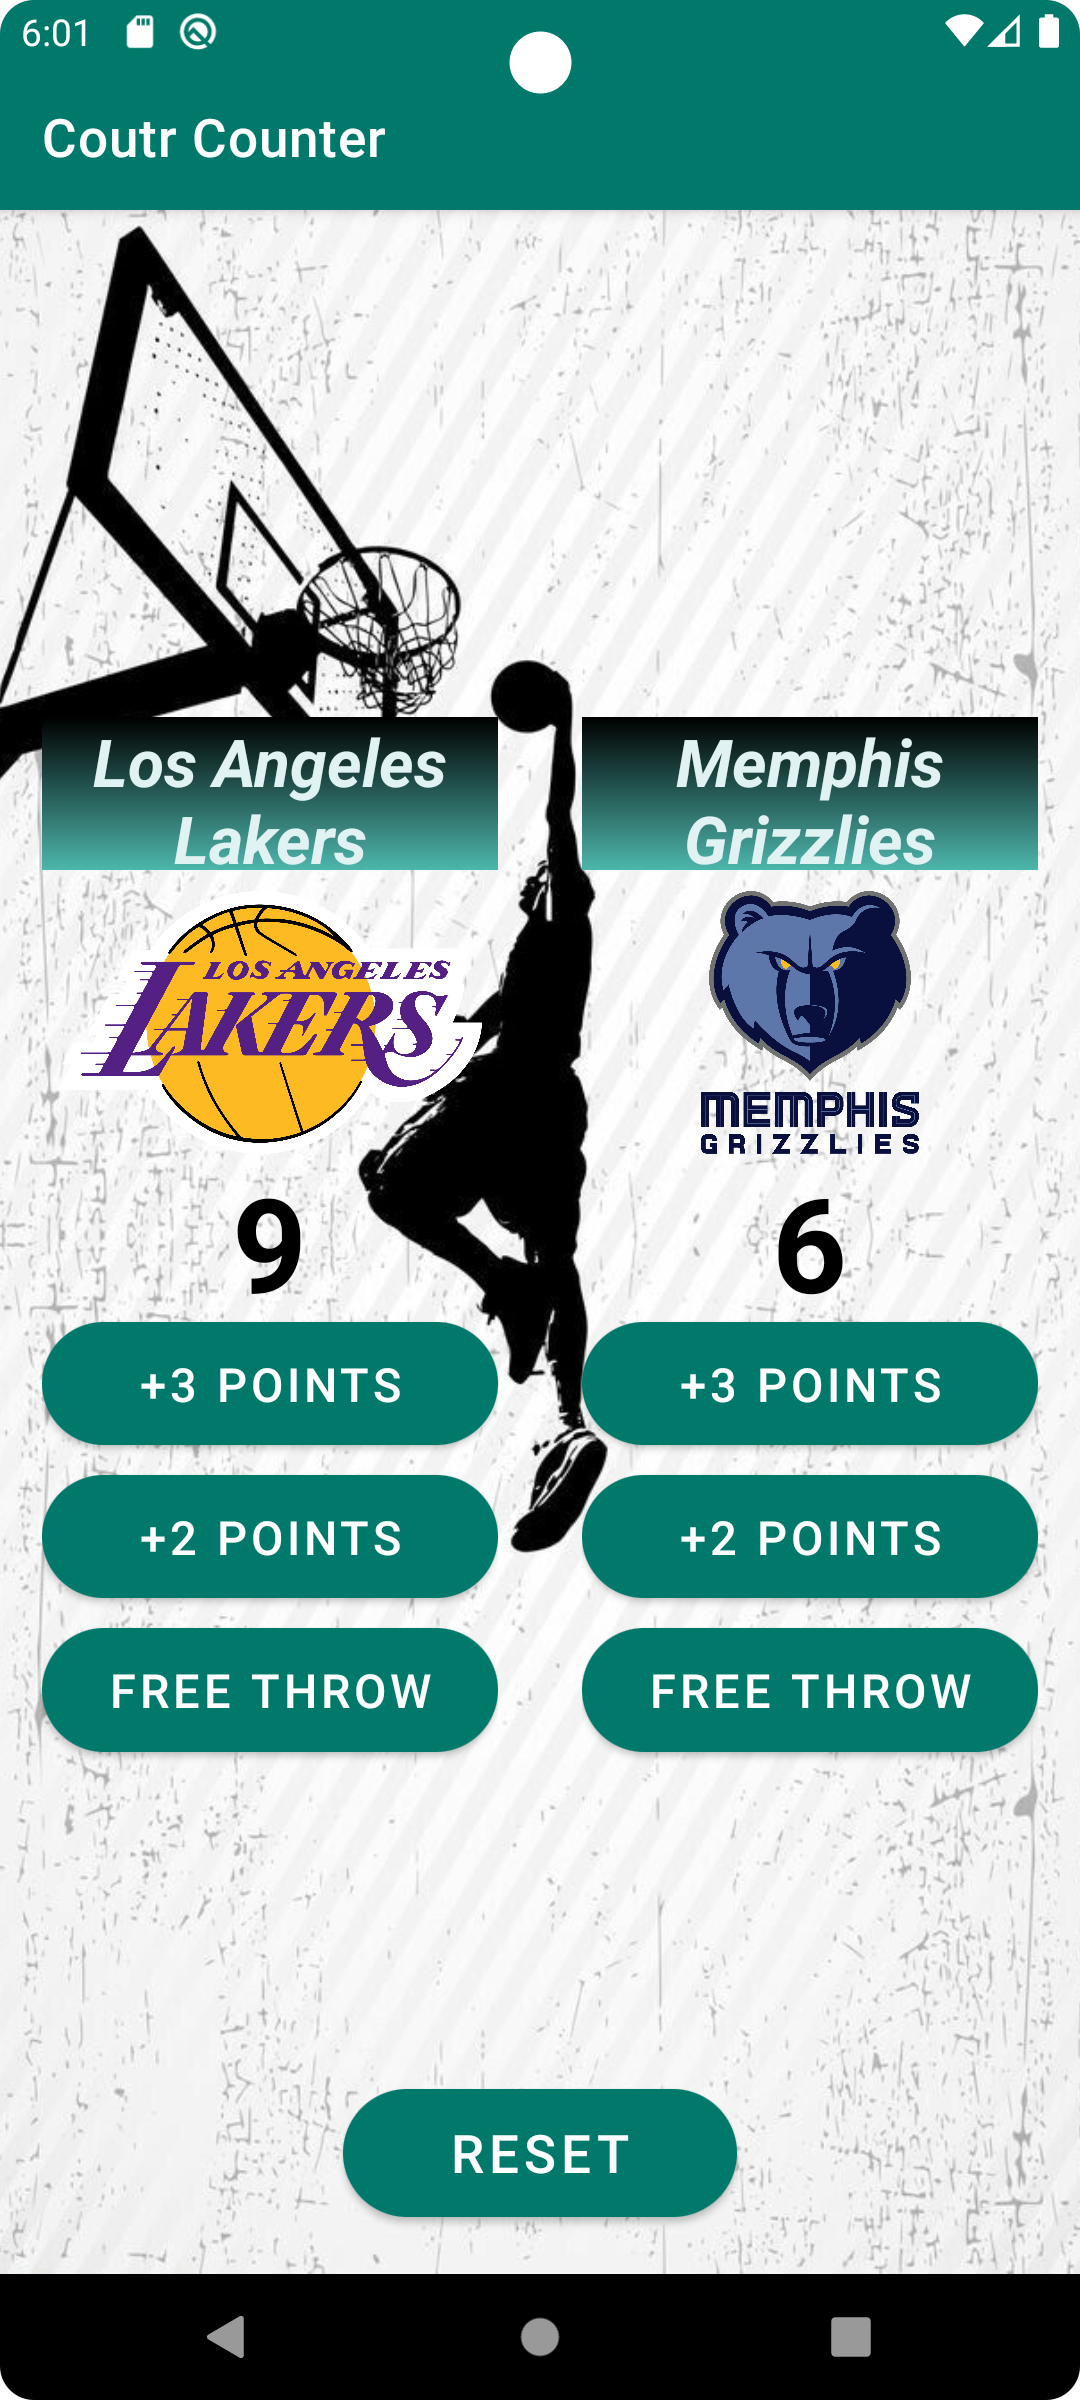 6:01
Coutr Counter
Los Angeles
Lakers
Memphis
Grizzlies
LOS ANGELES
LAKERS
MEMPHIS
GRIZZLIES
9
6
+3 POINTS
+3 POINTS
+2 POINTS
+2 POINTS
FREE THROW
FREE THROW
RESET